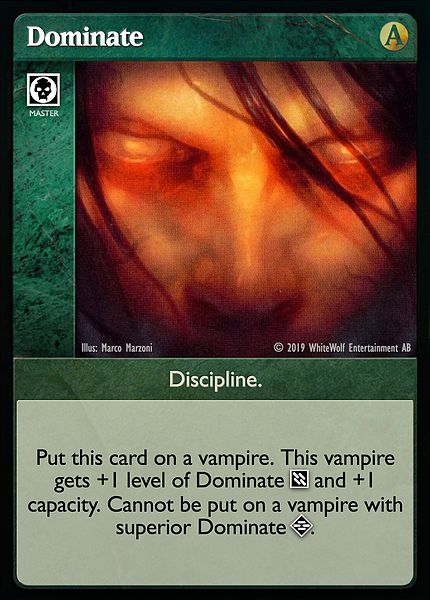 Dominate
A
MASTER
Illus: Marco Marzoni
© 2019 WhiteWolf Entertainment AB
Discipline.
Put this card on a vampire. This vampire
gets +1 level of Dominate and +1
capacity. Cannot be put on a vampire with
superior Dominate .